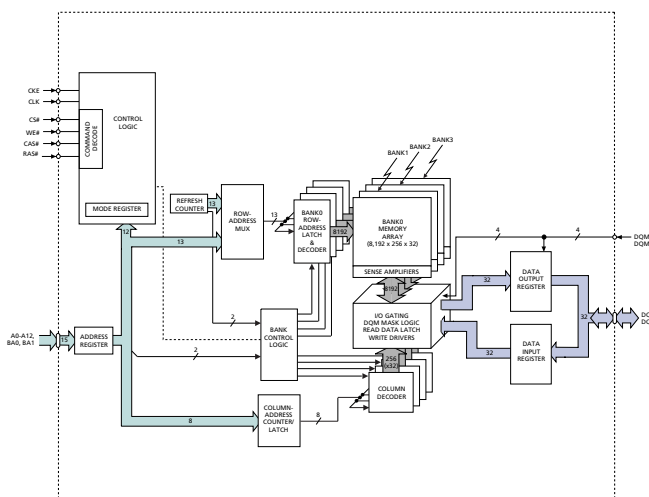 CKE
CLK
CS#
WE#
CAS#
RAS#
CONTROL
LOGIC
COMMAND
DECODE
MODE REGISTER
12
REFRESH
COUNTER
13
13
ROW-
ADDRESS
MUX
13
BANK0
ROW-
ADDRESS
LATCH
&
DECODER
8192
BANK1
BANK2
BANK3
BANK0
MEMORY
ARRAY
(8,192 x 256 x 32)
SENSE AMPLIFIERS
8192
I/O GATING
DQM MASK LOGIC
READ DATA LATCH
WRITE DRIVERS
256
(x32)
COLUMN
DECODER
4
4
DQM
DQM
32
DATA
OUTPUT
REGISTER
32
32
DATA
INPUT
REGISTER
DQ
DQ
A0-A12,
BA0, BA1
15
ADDRESS
REGISTER
2
2
BANK
CONTROL
LOGIC
8
COLUMN-
ADDRESS
COUNTER/
LATCH
8